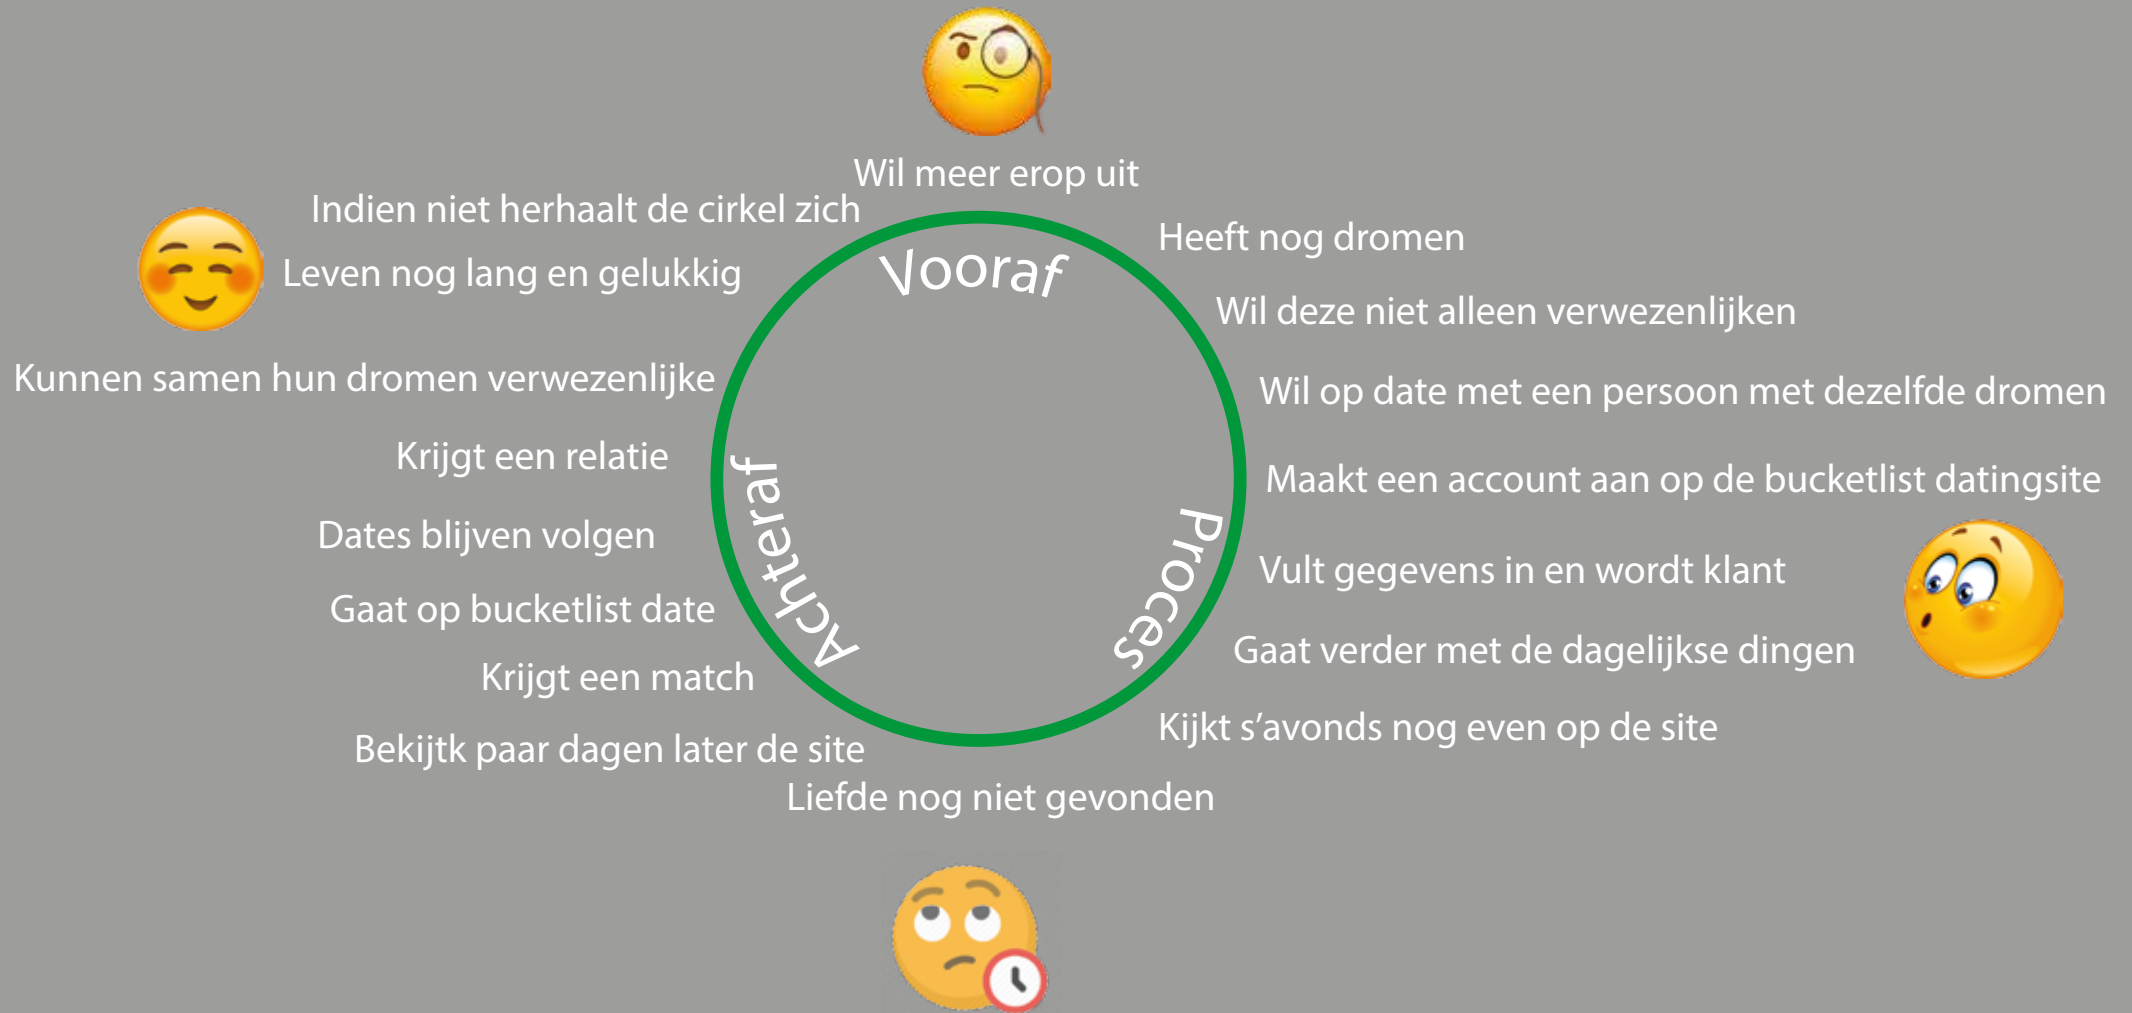 Wil meer erop uit
Heeft nog dromen
Wil deze niet alleen verwezenlijken
Wil op date met een persoon met dezelfde dromen
Maakt een account aan op de bucketlist datingsite
Vult gegevens in en wordt klant
Gaat verder met de dagelijkse dingen
Kijkt s’avonds nog even op de site
Liefde nog niet gevonden
Bekijtk paar dagen later de site
Krijgt een match
Gaat op bucketlist date
Dates blijven volgen
Krijgt een relatie
Kunnen samen hun dromen verwezenlijke
Leven nog lang en gelukkig
Indien niet herhaalt de cirkel zich
Vooraf
Proces
Achteraf